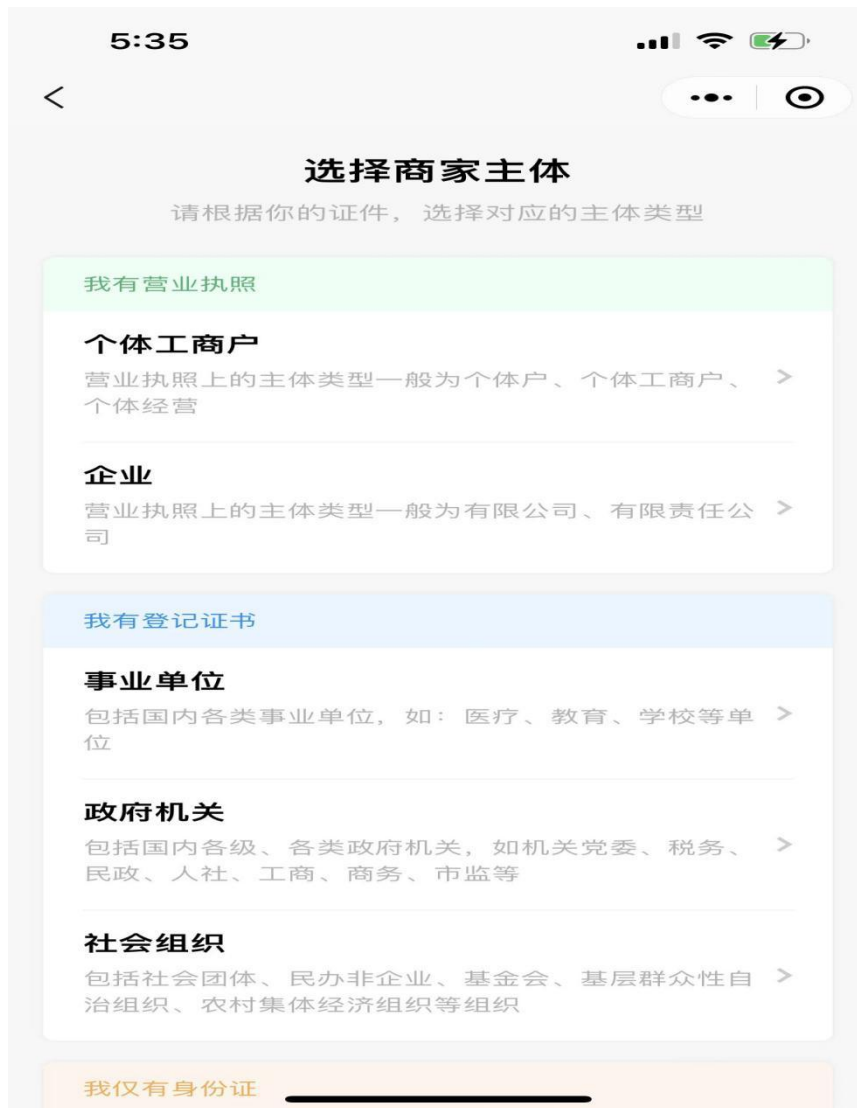 5:35
选择商家主体
请根据你的证件，选择对应的主体类型
我有营业执照
个体工商户
营业执照上的主体类型一般为个体户、个体工商户、
个体经营
企业
营业执照上的主体类型一般为有限公司、有限责任公
司
我有登记证书
事业单位
包括国内各类事业单位，如：医疗、教育、学校等单
位
政府机关
包括国内各级、各类政府机关，如机关党委、税务、
民政、人社、工商、商务、市监等
社会组织
包括社会团体、民办非企业、基金会、基层群众性自
治组织、农村集体经济组织等组织
我仅有身份证